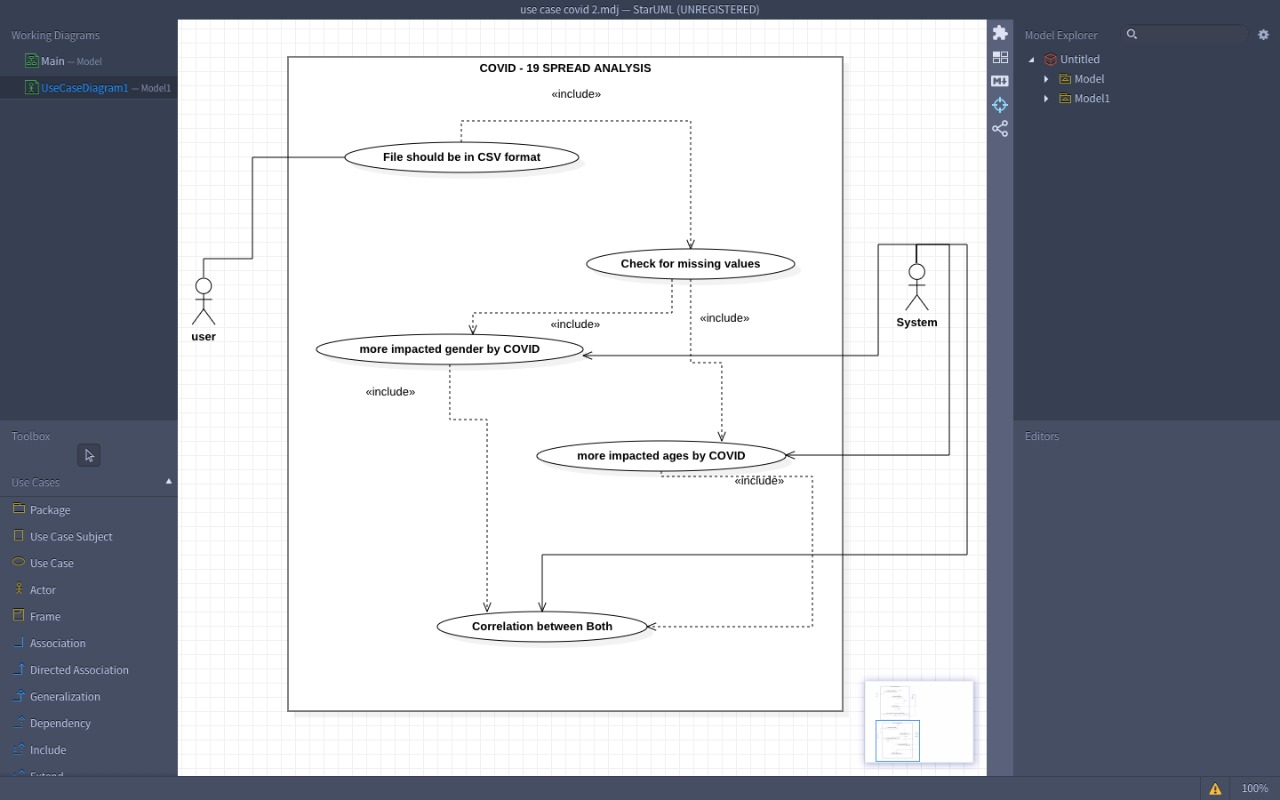 use case covid 2.mdj — StarUML (UNREGISTERED)
Working Diagrams
Main — Model
UseCaseDiagram1 — Model1
Toolbox
Use Cases
Package
Use Case Subject
Use Case
Actor
Frame
Association
Directed Association
Generalization
Dependency
Include
Extend
COVID - 19 SPREAD ANALYSIS
«include»
File should be in CSV format
Check for missing values
«include»
«include»
user
System
more impacted gender by COVID
«include»
more impacted ages by COVID
«include»
Correlation between Both
Model Explorer
Untitled
Model
Model1
Editors
100%